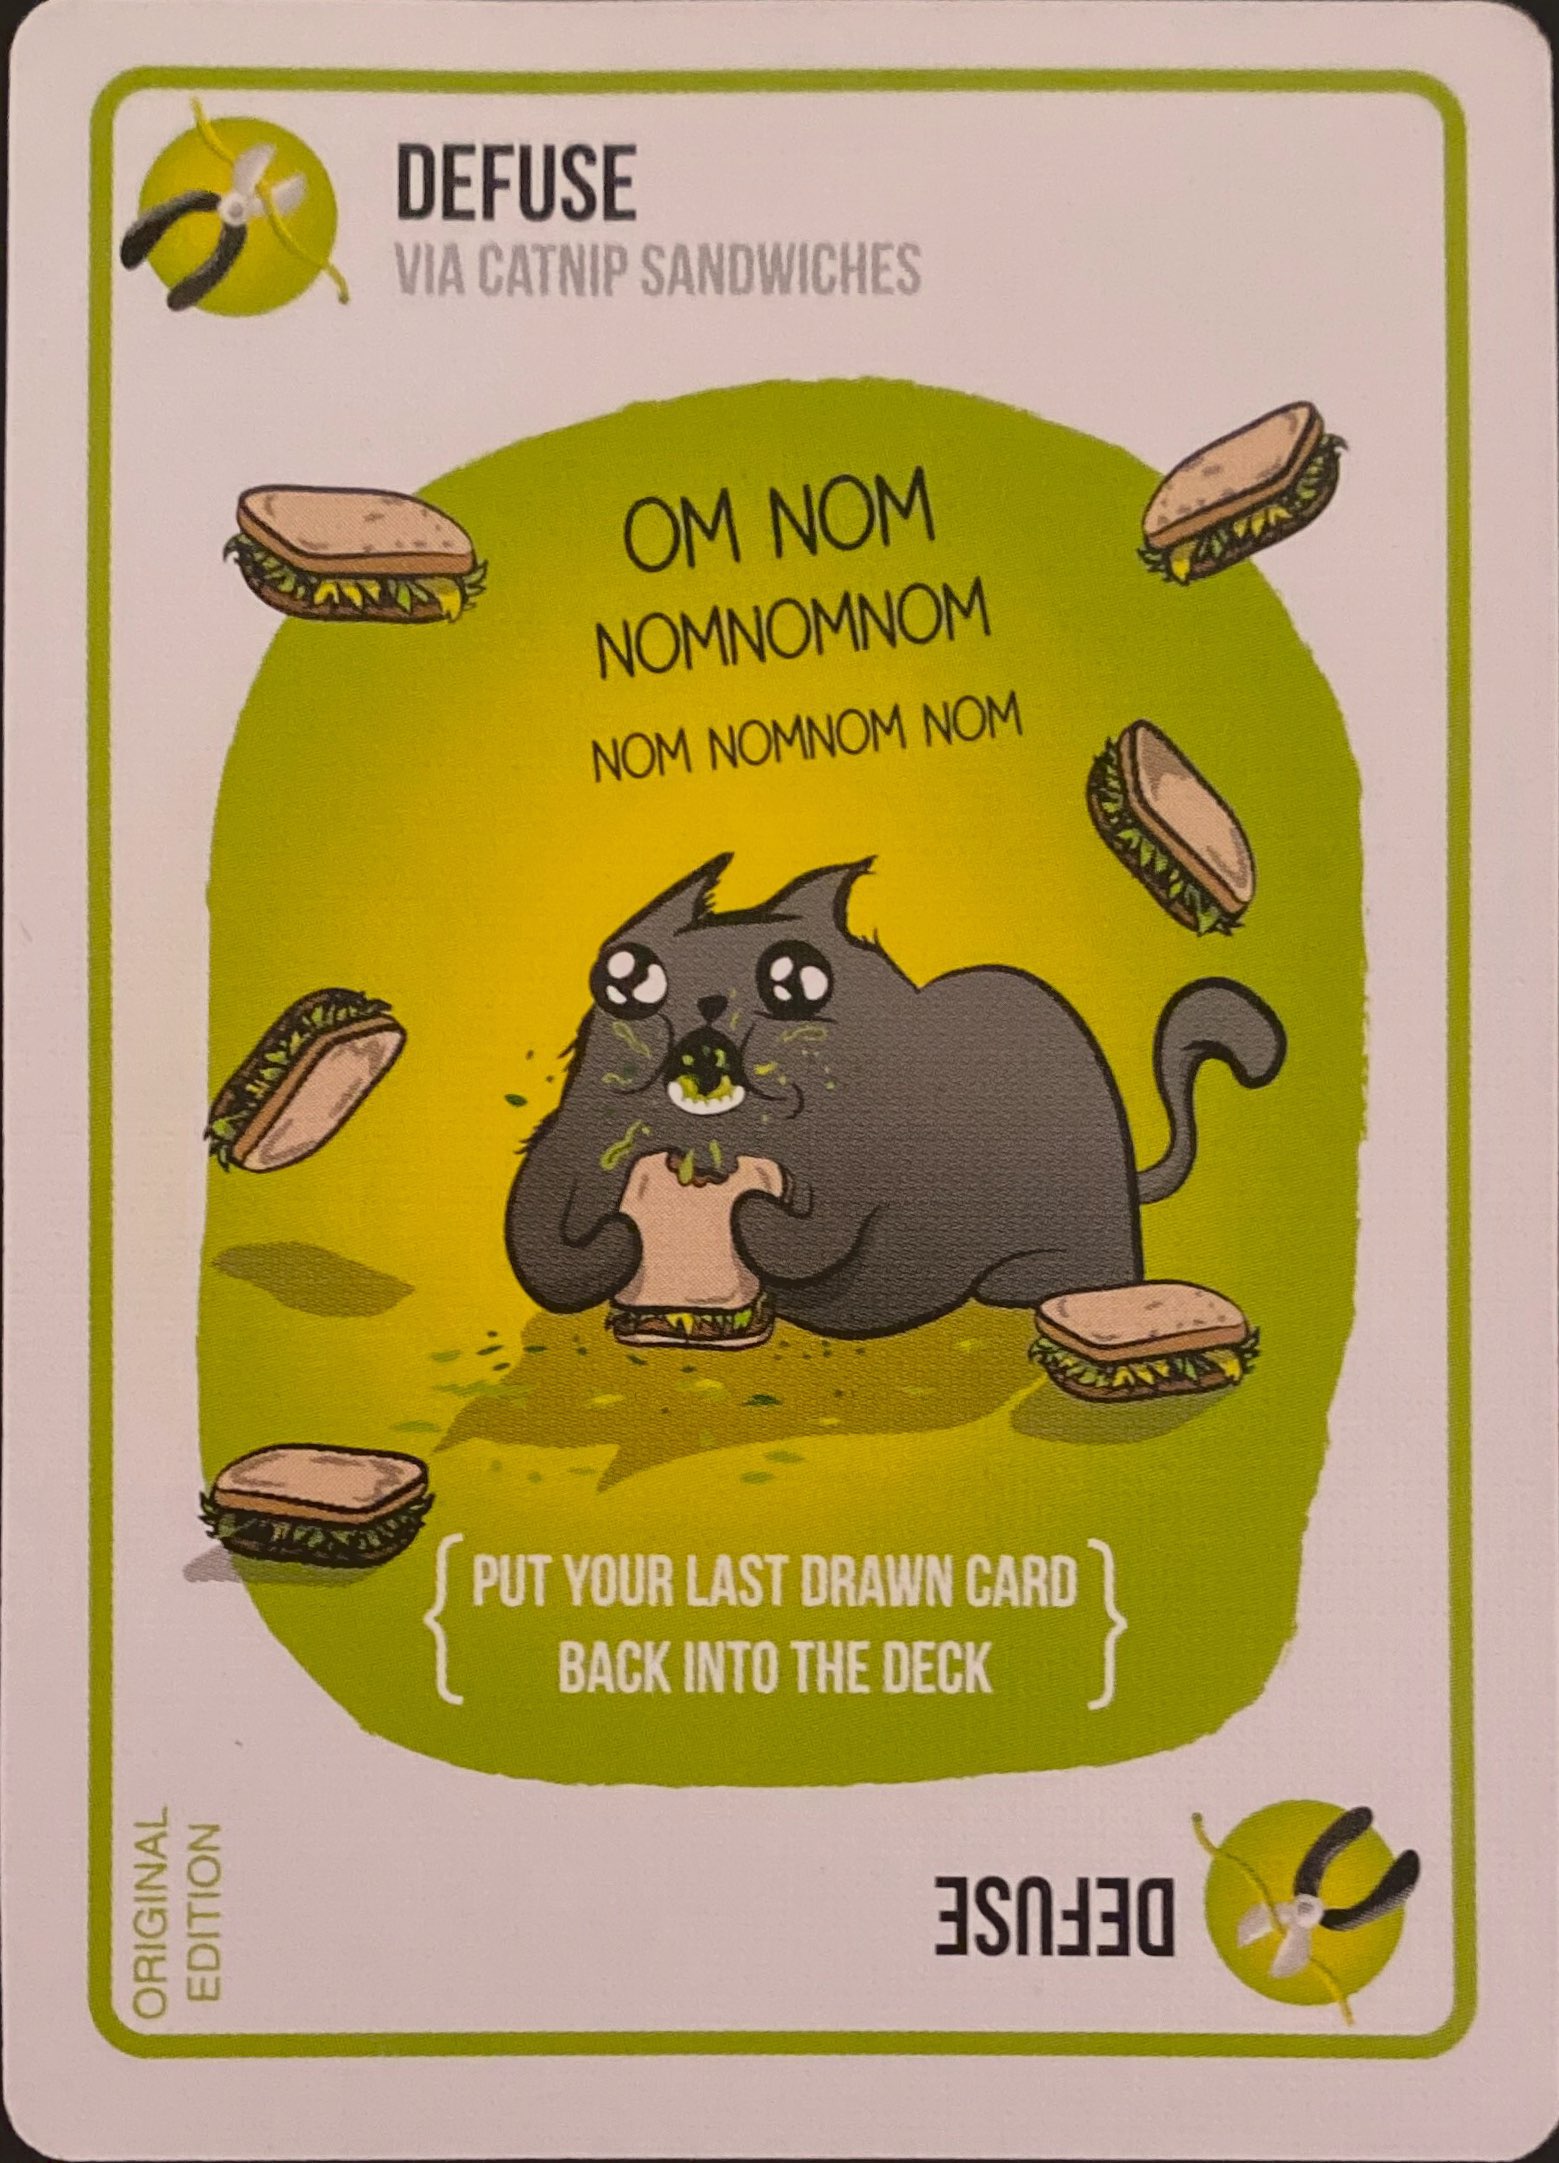 DEFUSE
VIA CATNIP SANDWICHES
OM NOM
NOMNOMNOM
NOM NOMNOM NOM
PUT YOUR LAST DRAWN CARD
BACK INTO THE DECK
ORIGINAL
EDITION
DEFUSE